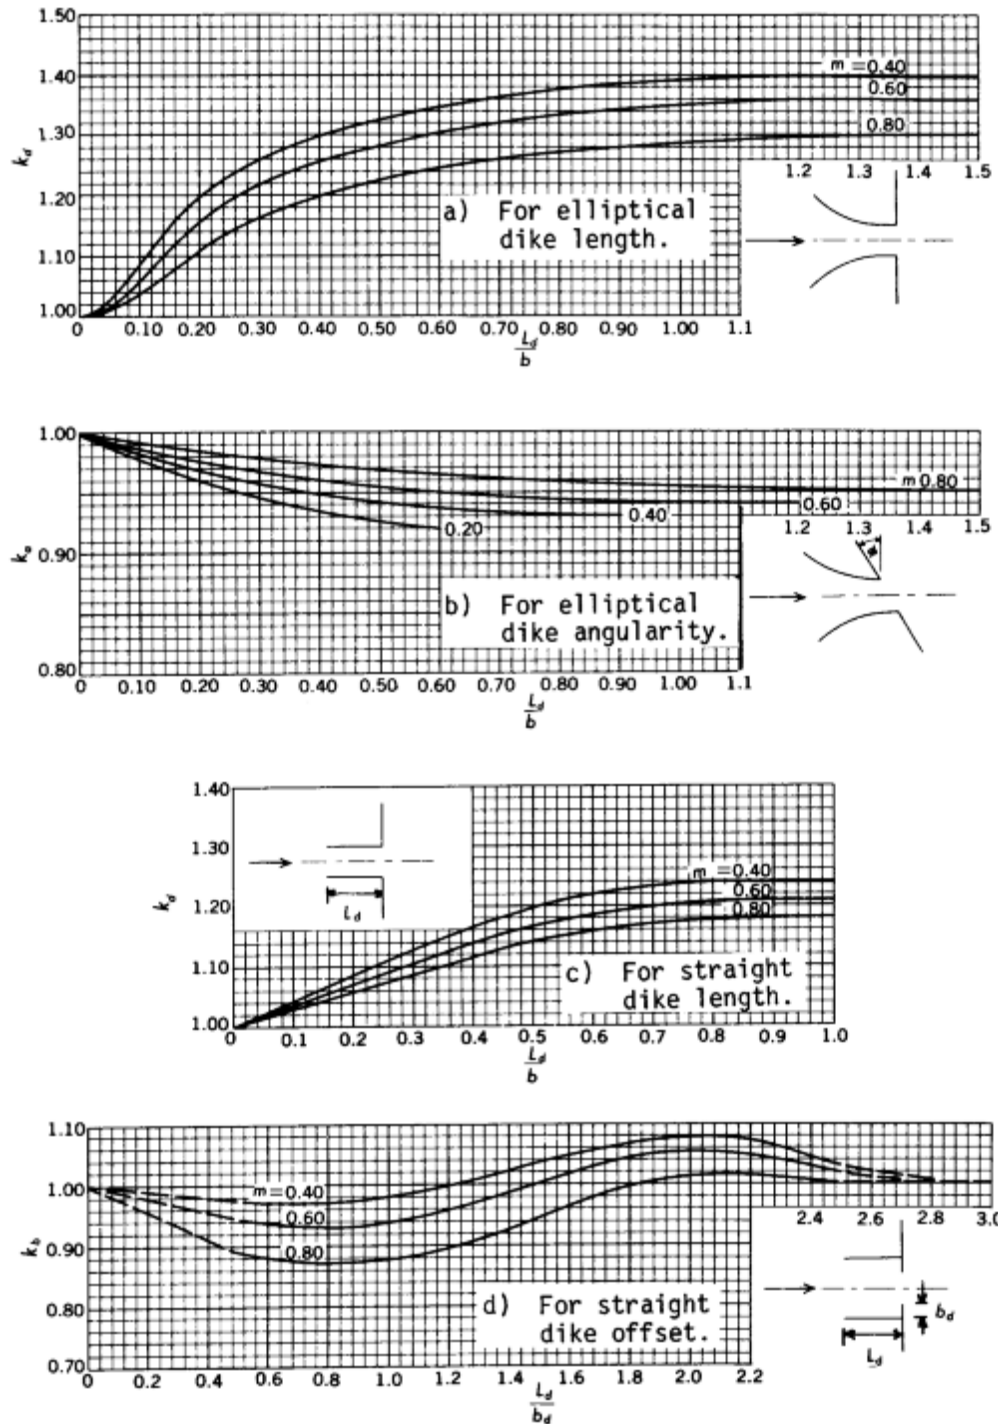 1.50
1.40
m = 0.40
0.60
1.30
0.80
k_d
1.20
1.2 1.3 1.4 1.5
a) For elliptical
dike length.
1.10
1.00
0 0.10 0.20 0.30 0.40 0.50 0.60 0.70 0.80 0.90 1.00 1.1
L_d
b
1.00
m 0.80
0.60
0.40
0.20
1.2 1.3 1.4 1.5
φ
k_a
0.90
b) For elliptical
dike angularity.
0.80
0 0.10 0.20 0.30 0.40 0.50 0.60 0.70 0.80 0.90 1.00 1.1
L_d
b
1.40
1.30
m = 0.40
0.60
0.80
k_d
L_d
1.20
1.10
c) For straight
dike length.
1.00
0 0.1 0.2 0.3 0.4 0.5 0.6 0.7 0.8 0.9 1.0
L_d
b
1.10
1.00
m = 0.40
0.60
0.80
k_b
2.4 2.6 2.8 3.0
0.90
0.80
d) For straight
dike offset.
b_d
L_d
0.70
0 0.2 0.4 0.6 0.8 1.0 1.2 1.4 1.6 1.8 2.0 2.2
L_d
b_d